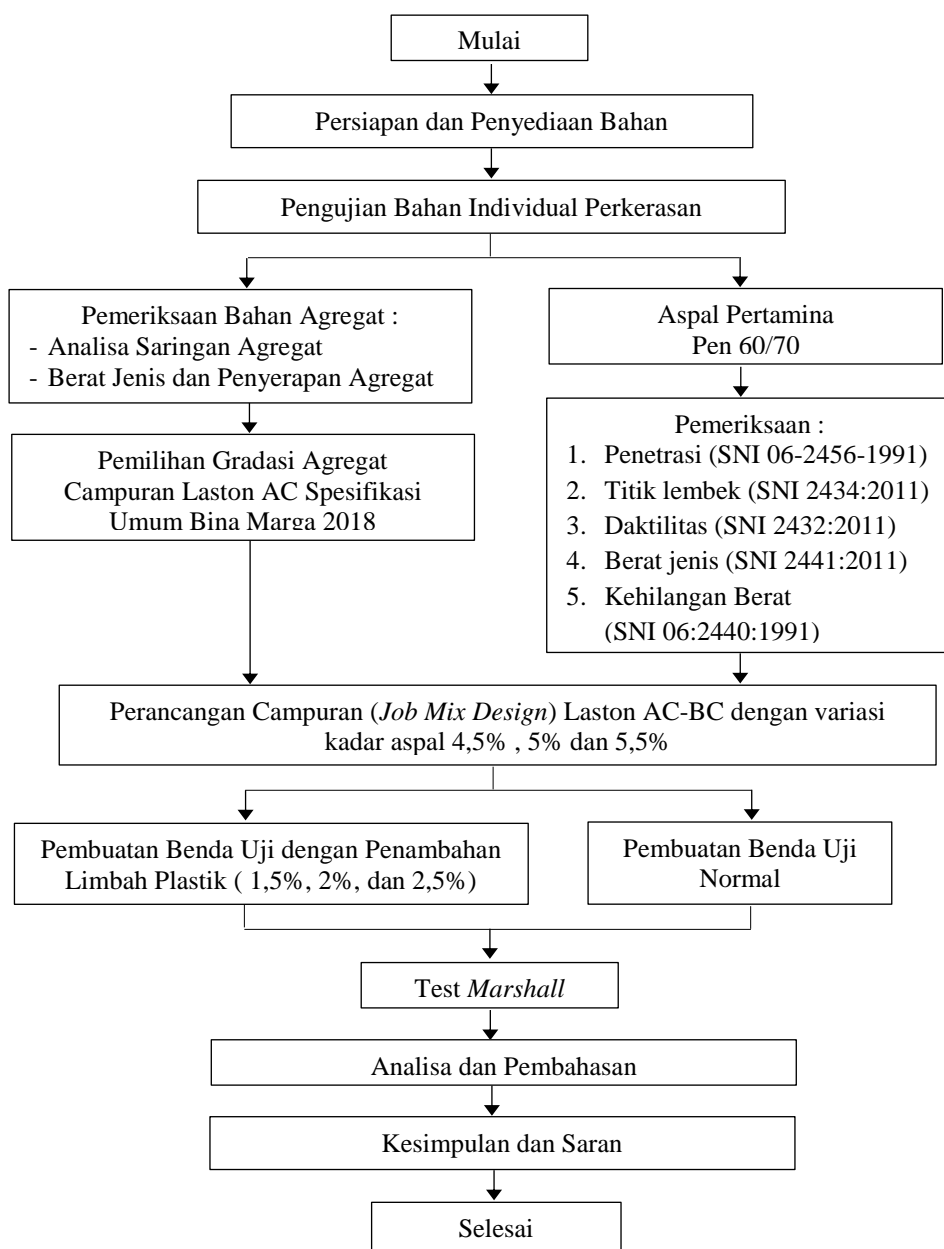 Mulai
Persiapan dan Penyediaan Bahan
Pengujian Bahan Individual Perkerasan
Pemeriksaan Bahan Agregat :
- Analisa Saringan Agregat
- Berat Jenis dan Penyerapan Agregat
Aspal Pertamina
Pen 60/70
Pemilihan Gradasi Agregat
Campuran Laston AC Spesifikasi
Umum Bina Marga 2018
Pemeriksaan :
1. Penetrasi (SNI 06-2456-1991)
2. Titik lembek (SNI 2434:2011)
3. Daktilitas (SNI 2432:2011)
4. Berat jenis (SNI 2441:2011)
5. Kehilangan Berat
(SNI 06:2440:1991)
Perancangan Campuran (Job Mix Design) Laston AC-BC dengan variasi
kadar aspal 4,5% , 5% dan 5,5%
Pembuatan Benda Uji dengan Penambahan
Limbah Plastik ( 1,5%, 2%, dan 2,5%)
Pembuatan Benda Uji
Normal
Test Marshall
Analisa dan Pembahasan
Kesimpulan dan Saran
Selesai